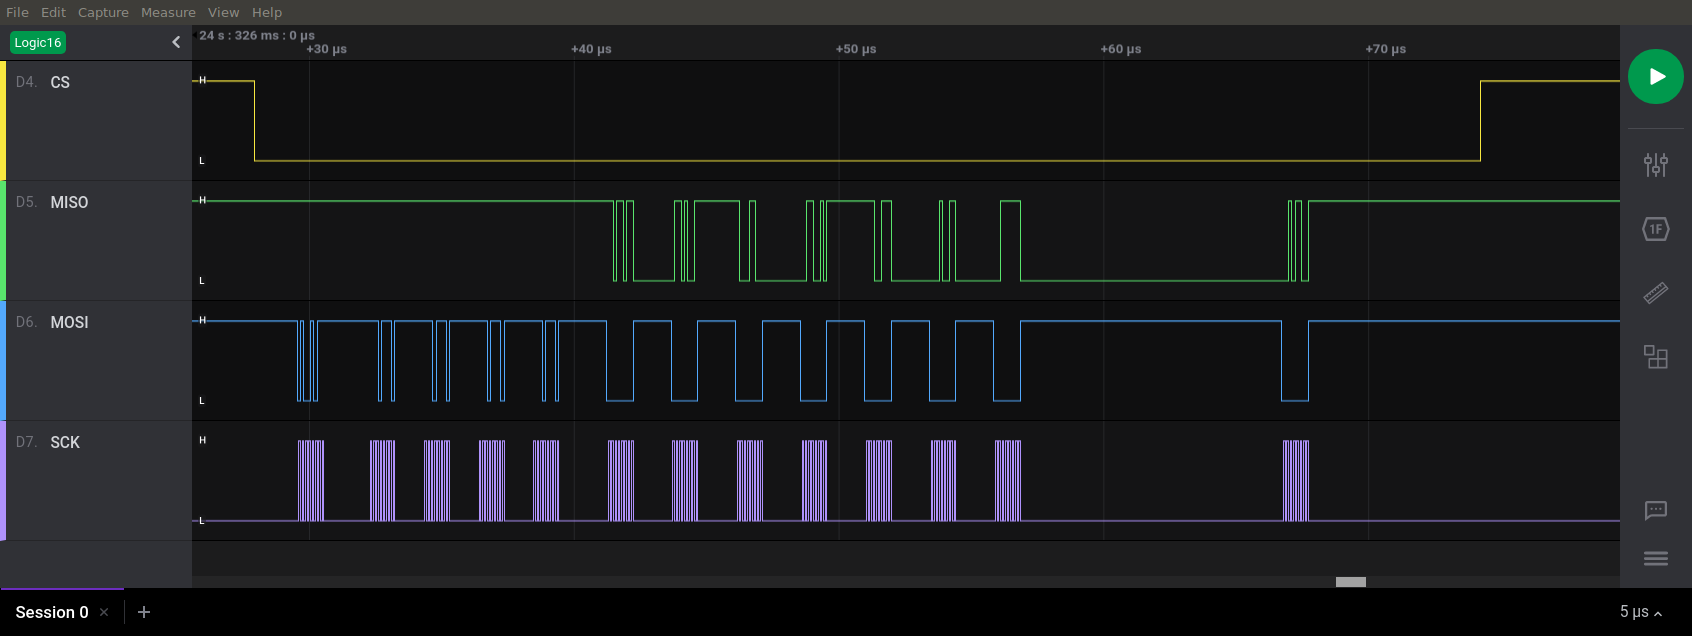 File Edit Capture Measure View Help
Logic16
24 s : 326 ms : 0 µs
+30 µs +40 µs +50 µs +60 µs +70 µs
D4. CS
H
L
D5. MISO
H
L
D6. MOSI
H
L
D7. SCK
H
L
1F
Session 0
5 µs